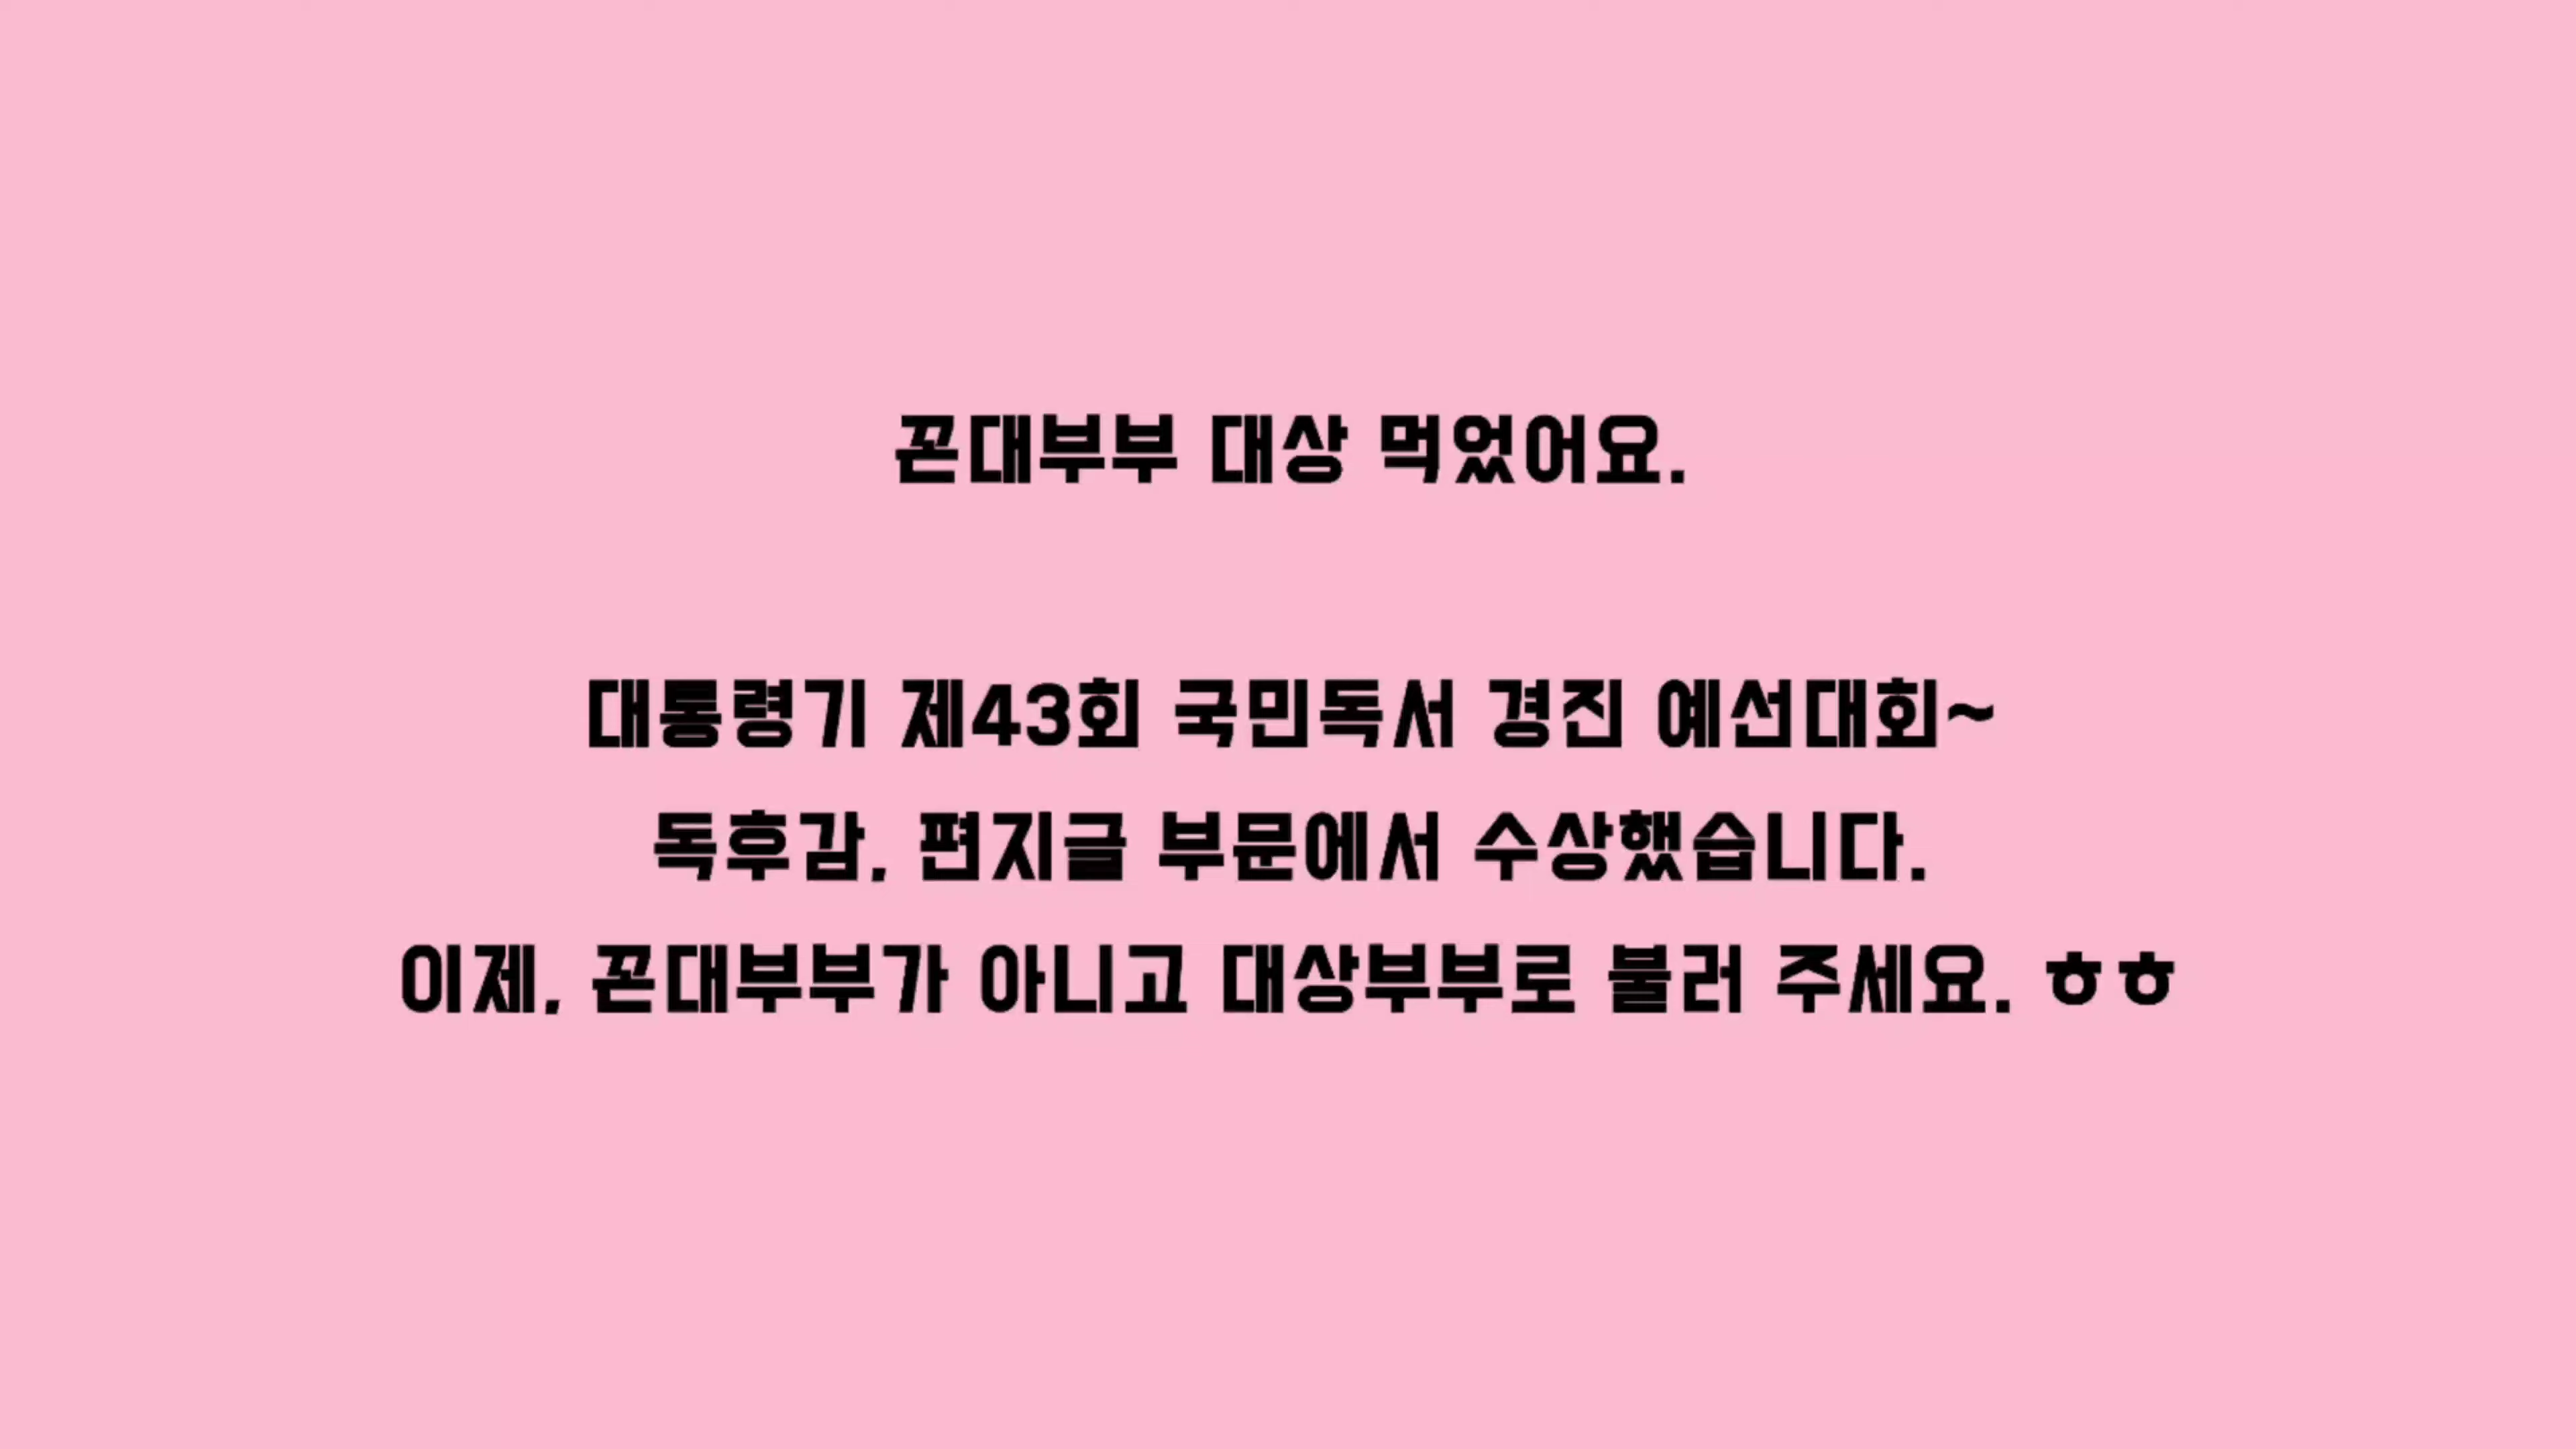 꼰대부부 대상 먹었어요.
대통령기 제43회 국민독서 경진 예선대회~
독후감, 편지글 부문에서 수상했습니다.
이제, 꼰대부부가 아니고 대상부부로 불러 주세요. ㅎㅎ